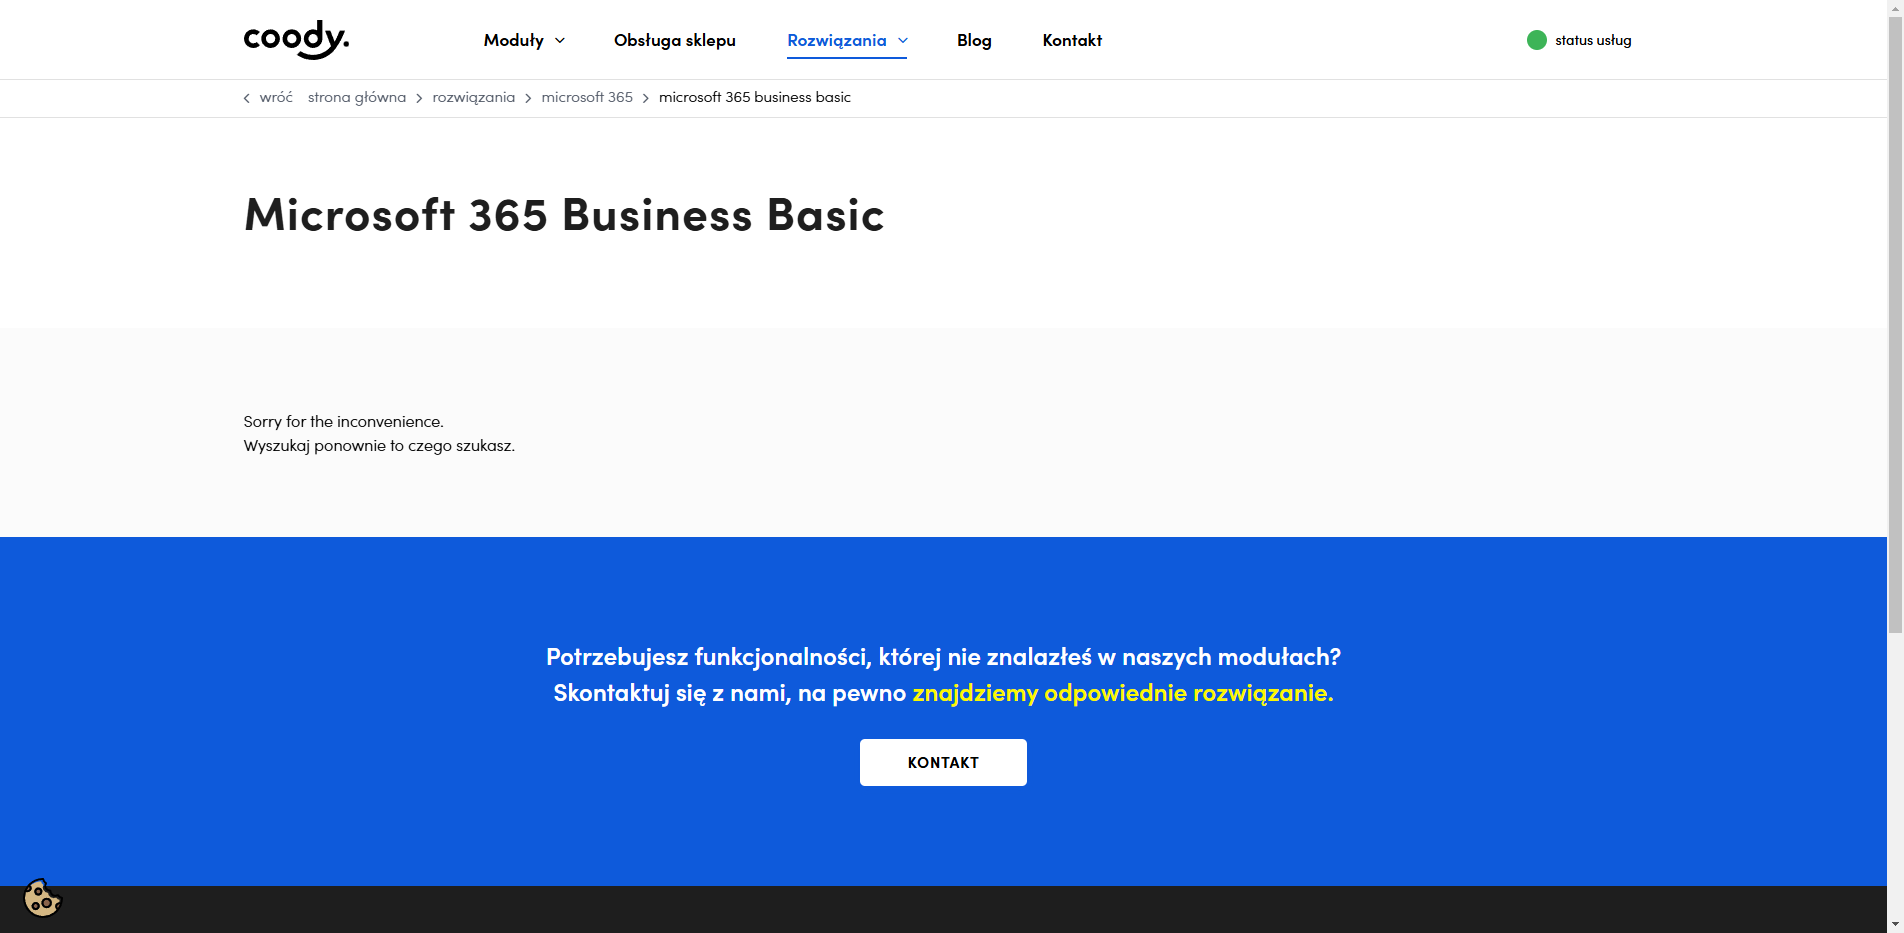 coody.
Moduły
Obsługa sklepu
Rozwiązania
Blog
Kontakt
status usług
wróć strona główna > rozwiązania > microsoft 365 > microsoft 365 business basic
Microsoft 365 Business Basic
Sorry for the inconvenience.
Wyszukaj ponownie to czego szukasz.
Potrzebujesz funkcjonalności, której nie znalazłeś w naszych modułach?
Skontaktuj się z nami, na pewno znajdziemy odpowiednie rozwiązanie.
KONTAKT